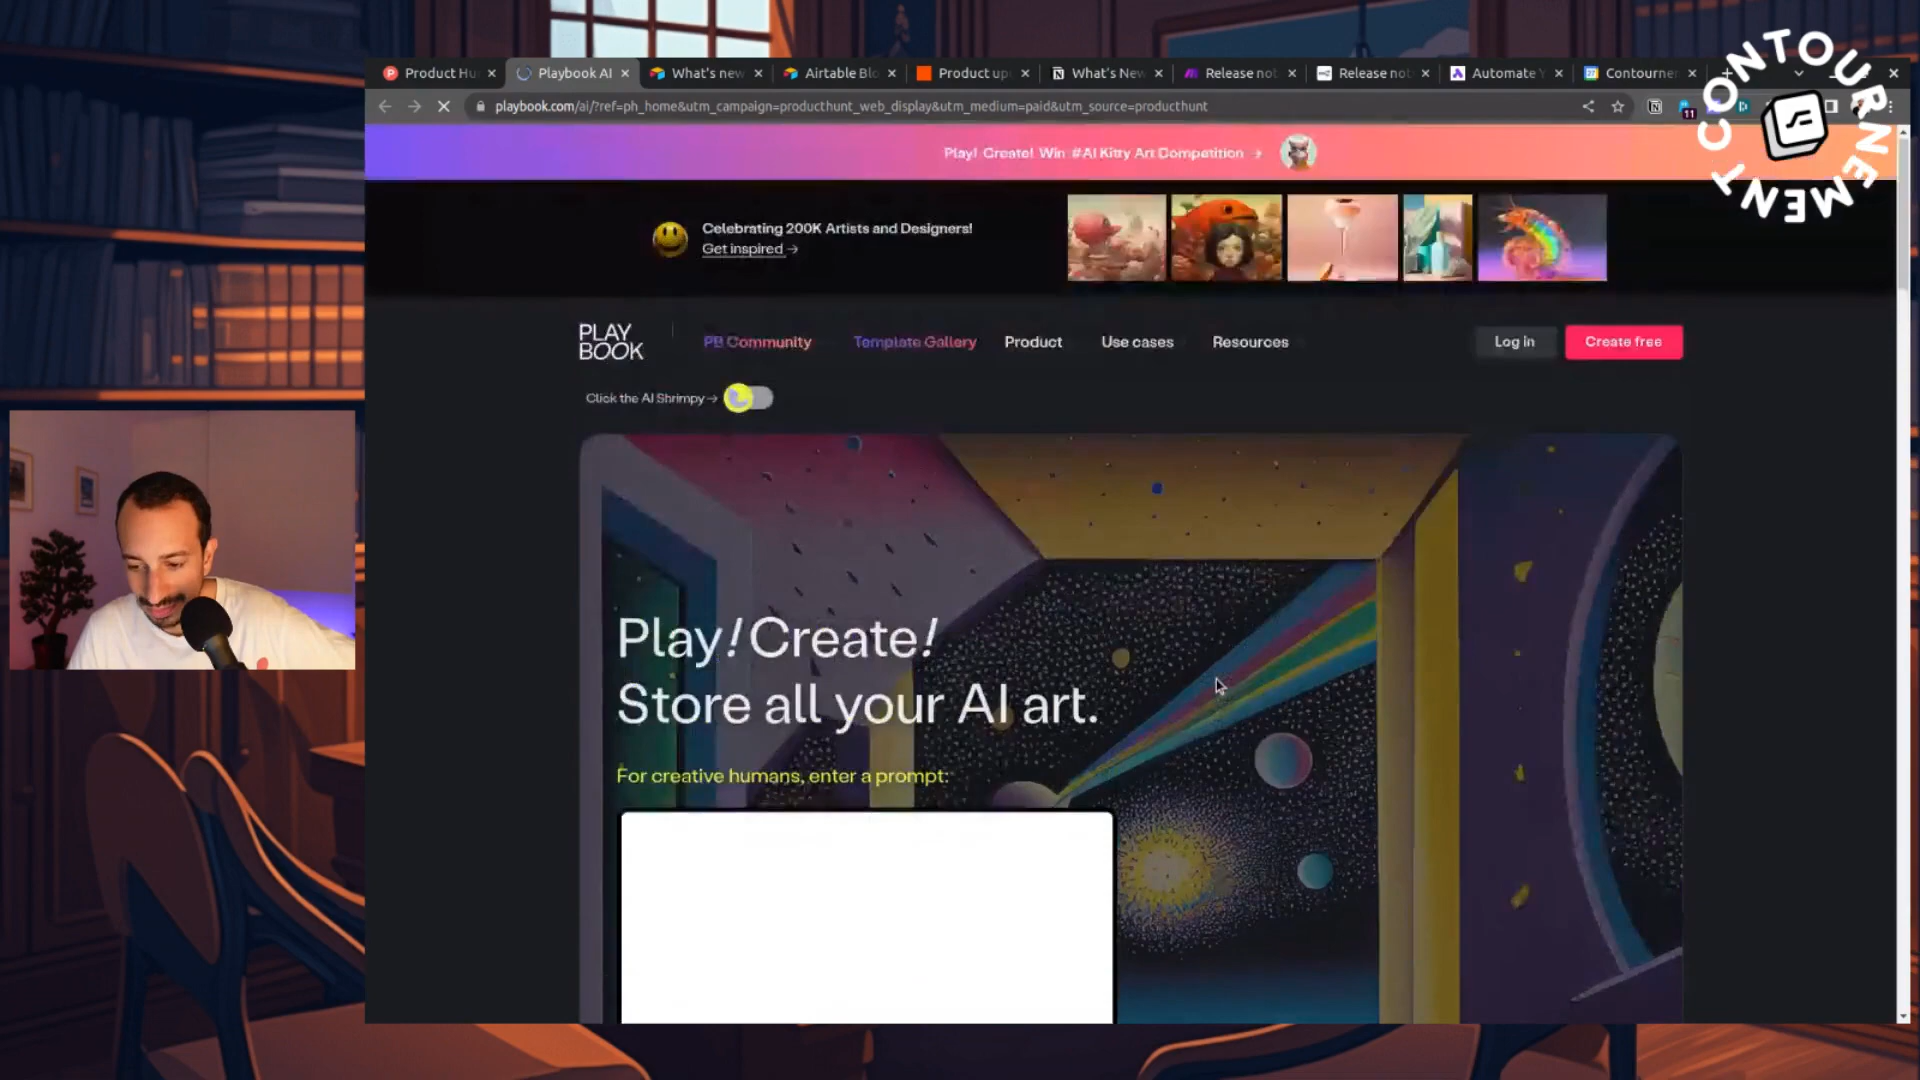 Product Hu
Playbook AI
What's new
Airtable Blo
Product up
What's New
Release not
Release not
Automate Y
Contourner
playbook.com/ai/?ref=ph_home&utm_campaign=producthunt_web_display&utm_medium=paid&utm_source=producthunt
11
CONTOURNEMENT
Play! Create! Win #AI Kitty Art Competition →
Celebrating 200K Artists and Designers!
Get inspired →
PLAY
BOOK
PB Community
Template Gallery
Product
Use cases
Resources
Log in
Create free
Click the AI Shrimpy →
Play! Create!
Store all your AI art.
For creative humans, enter a prompt: